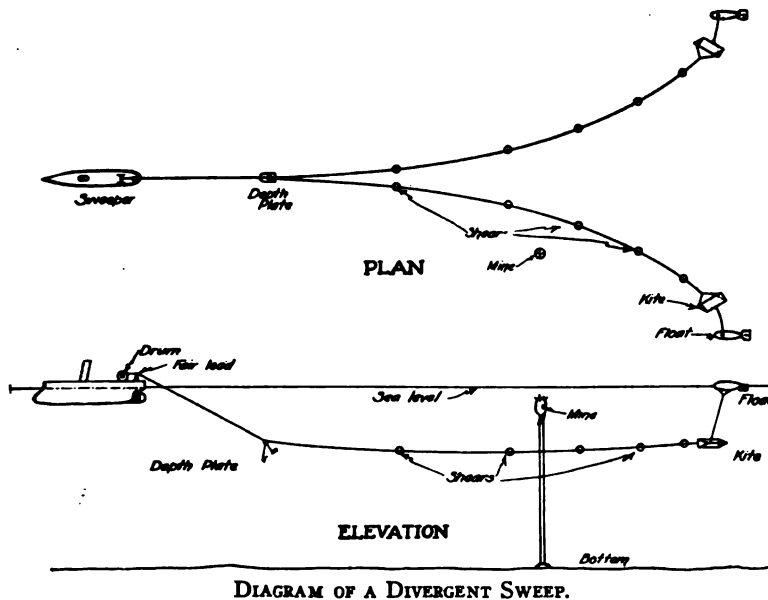 Sweeper
Depth
Plate
Shear
Mine
PLAN
Kite
Float
Drum
Fair lead
Sea level
Mine
Float
Depth Plate
Shears
Kite
ELEVATION
Bottom
DIAGRAM OF A DIVERGENT SWEEP.